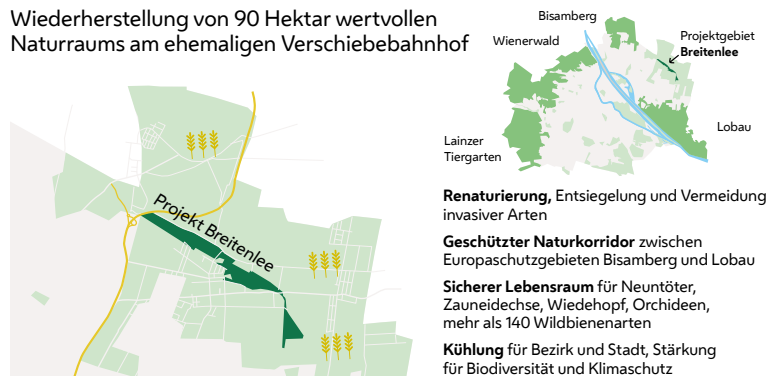 Wiederherstellung von 90 Hektar wertvollen
Naturraums am ehemaligen Verschiebebahnhof
Projekt Breitenlee
Bisamberg
Wienerwald
Projektgebiet
Breitenlee
Lobau
Lainzer
Tiergarten
Renaturierung, Entsiegelung und Vermeidung
invasiver Arten
Geschützter Naturkorridor zwischen
Europaschutzgebieten Bisamberg und Lobau
Sicherer Lebensraum für Neuntöter,
Zauneidechse, Wiedehopf, Orchideen,
mehr als 140 Wildbienenarten
Kühlung für Bezirk und Stadt, Stärkung
für Biodiversität und Klimaschutz